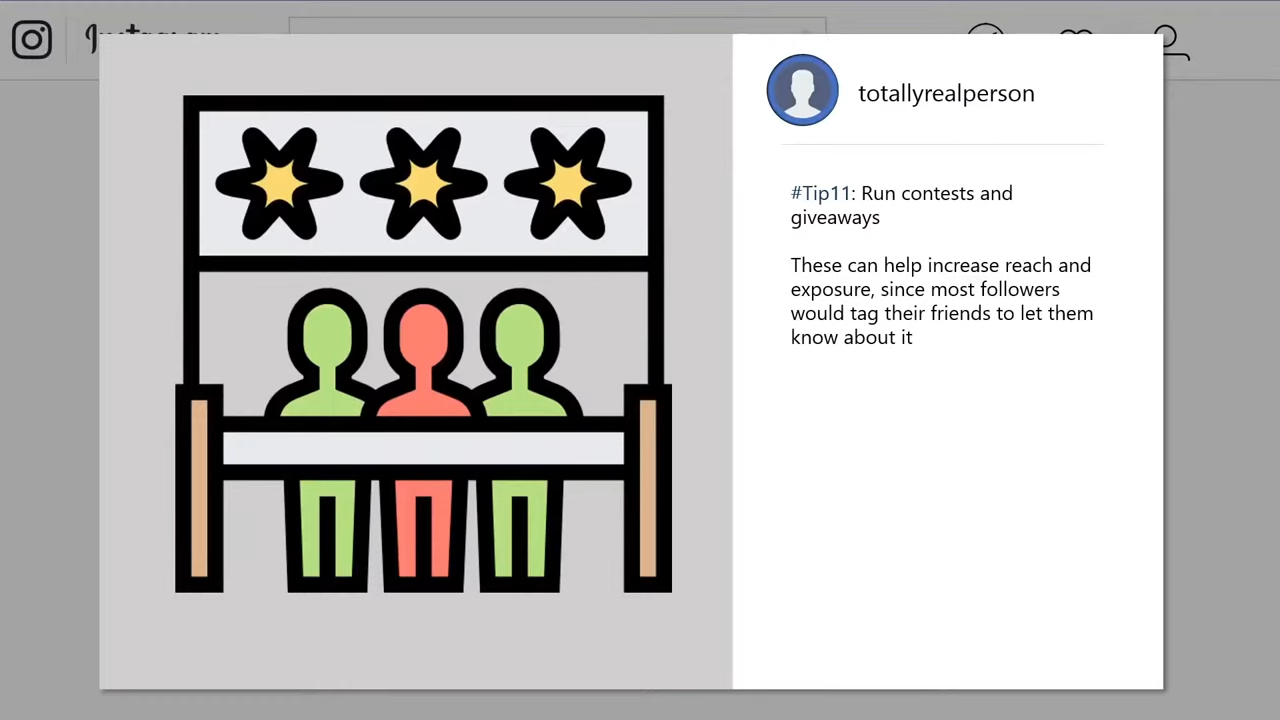 Instagram
totallyrealperson
#Tip11: Run contests and
giveaways
These can help increase reach and
exposure, since most followers
would tag their friends to let them
know about it